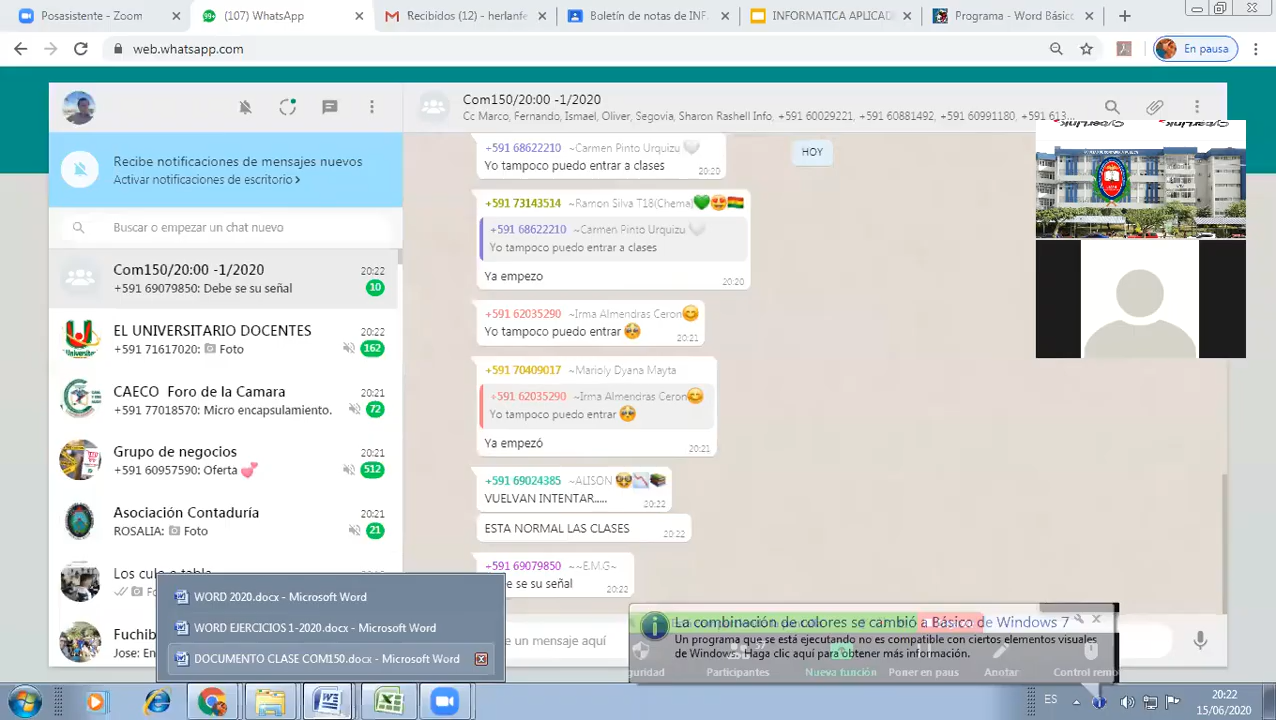 Posasistente - Zoom
(107) WhatsApp
Recibidos (12) - herlanfe
Boletín de notas de INF.
INFORMATICA APLICAD
Programa - Word Básico
web.whatsapp.com
En pausa
Com150/20:00 -1/2020
Cc Marco, Fernando, Ismael, Oliver, Segovia, Sharon Rashell Info, +591 60029221, +591 60881492, +591 60991180, +591 613...
Recibe notificaciones de mensajes nuevos
Activar notificaciones de escritorio >
Buscar o empezar un chat nuevo
Com150/20:00 -1/2020 20:22
+591 69079850: Debe se su señal 10
EL UNIVERSITARIO DOCENTES 20:22
+591 71617020: Foto 162
CAECO Foro de la Camara 20:21
+591 77018570: Micro encapsulamiento. 72
Grupo de negocios 20:21
+591 60957590: Oferta 512
Asociación Contaduría 20:21
ROSALIA: Foto 21
Fuchib
Jose: En
HOY
+591 68622210 ~Carmen Pinto Urquizu
Yo tampoco puedo entrar a clases 20:20
+591 73143514 ~Ramon Silva T18(Chema)
+591 68622210 ~Carmen Pinto Urquizu
Yo tampoco puedo entrar a clases
Ya empezo 20:20
+591 62035290 ~Irma Almendras Ceron
Yo tampoco puedo entrar 20:21
+591 70409017 ~Marioly Dyana Mayta
+591 62035290 ~Irma Almendras Ceron
Yo tampoco puedo entrar
Ya empezó 20:21
+591 69024385 ~ALISON
VUELVAN INTENTAR..... 20:22
ESTA NORMAL LAS CLASES 20:22
+591 69079850 ~~E.M.G~
e se su señal 20:22
e un mensaje aquí
WORD 2020.docx - Microsoft Word
WORD EJERCICIOS 1-2020.docx - Microsoft Word
DOCUMENTO CLASE COM150.docx - Microsoft Word
La combinación de colores se cambió a Básico de Windows 7
Un programa que se está ejecutando no es compatible con ciertos elementos visuales
de Windows. Haga clic aquí para obtener más información.
guridad
Participantes
Nueva función
Poner en paus
Anotar
Control remo
ES
20:22
15/06/2020